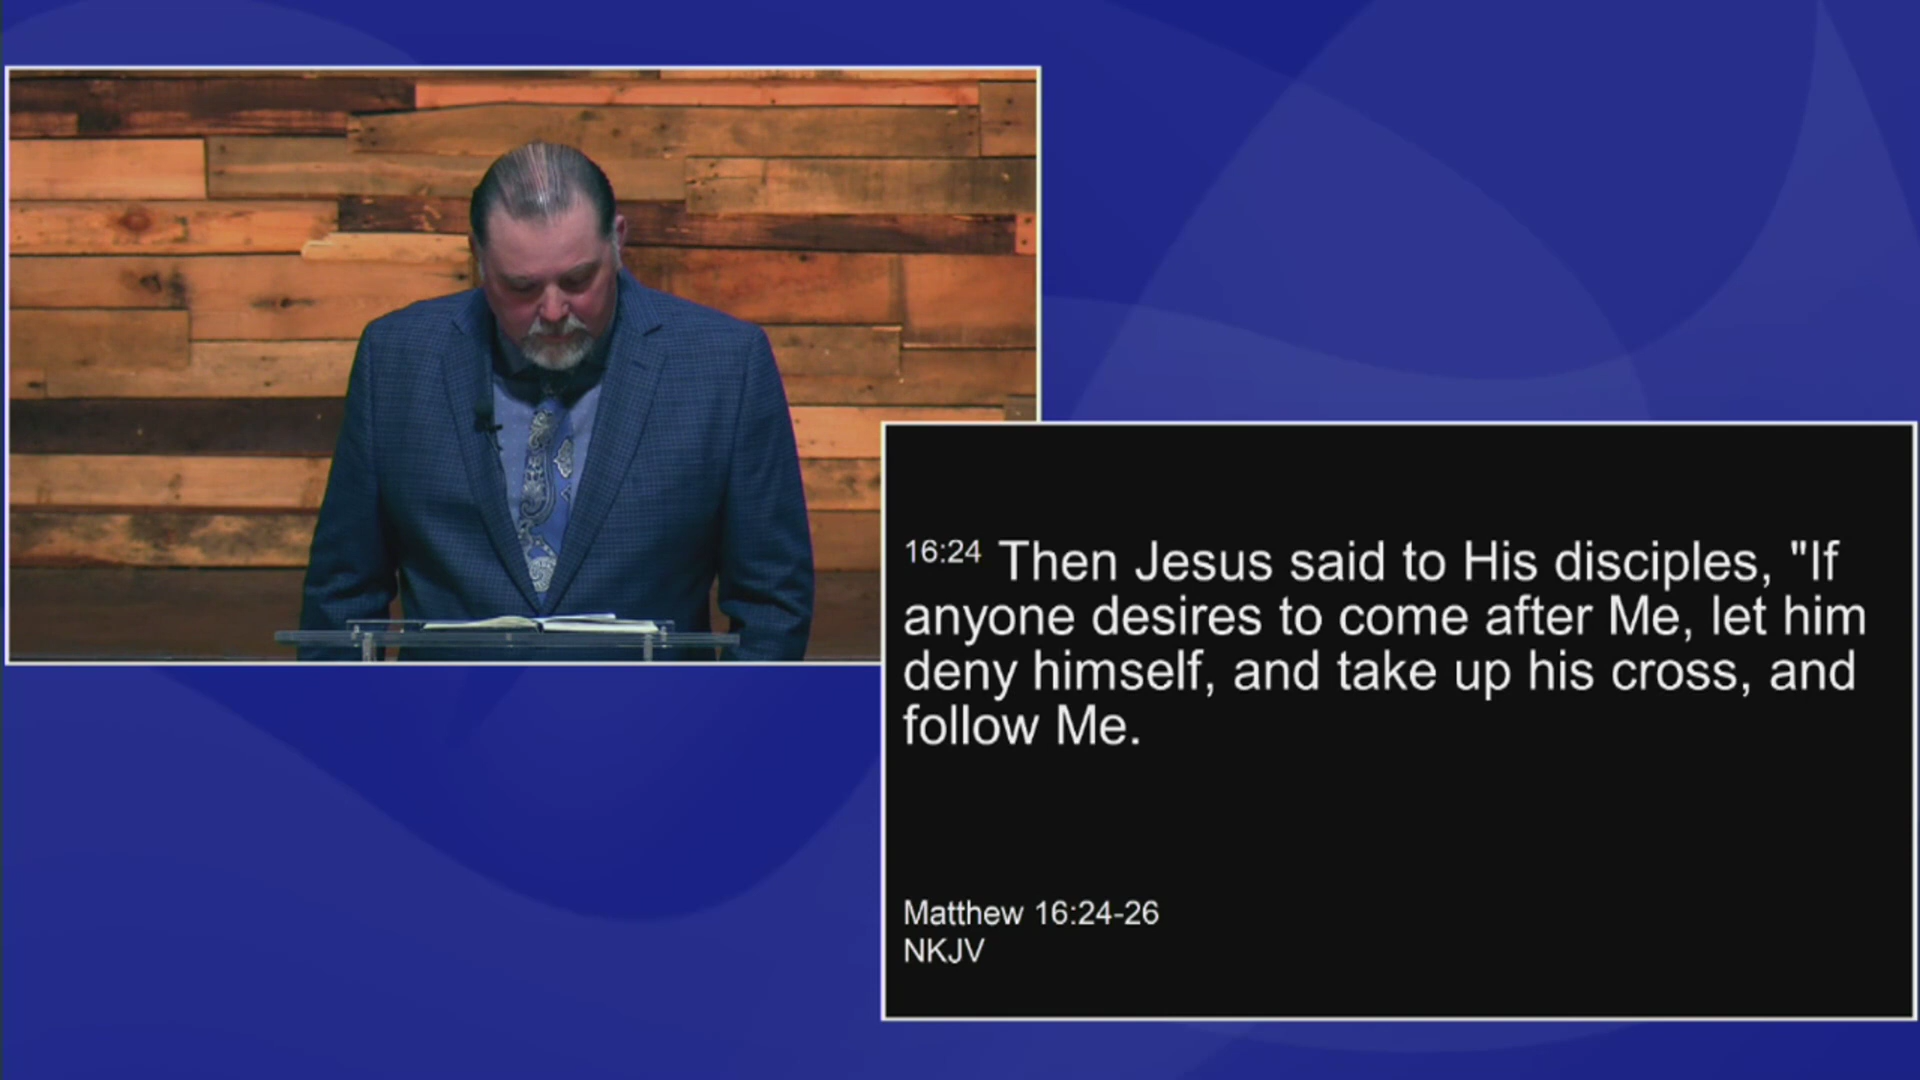 16:24 Then Jesus said to His disciples, "If
anyone desires to come after Me, let him
deny himself, and take up his cross, and
follow Me.
Matthew 16:24-26
NKJV